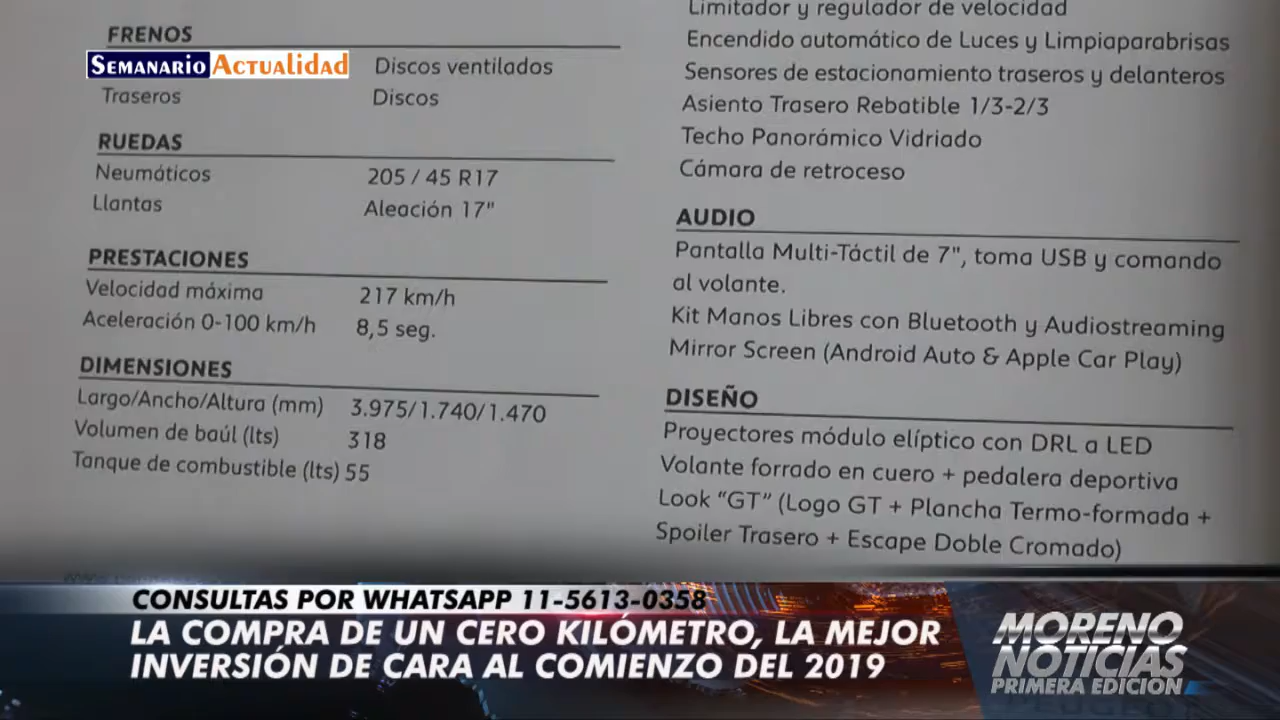 FRENOS
SEMANARIO ACTUALIDAD
Discos ventilados
Traseros Discos
RUEDAS
Neumáticos 205 / 45 R17
Llantas Aleación 17"
PRESTACIONES
Velocidad máxima 217 km/h
Aceleración 0-100 km/h 8,5 seg.
DIMENSIONES
Largo/Ancho/Altura (mm) 3.975/1.740/1.470
Volumen de baúl (lts) 318
Tanque de combustible (lts) 55
Limitador y regulador de velocidad
Encendido automático de Luces y Limpiaparabrisas
Sensores de estacionamiento traseros y delanteros
Asiento Trasero Rebatible 1/3-2/3
Techo Panorámico Vidriado
Cámara de retroceso
AUDIO
Pantalla Multi-Táctil de 7", toma USB y comando
al volante.
Kit Manos Libres con Bluetooth y Audiostreaming
Mirror Screen (Android Auto & Apple Car Play)
DISEÑO
Proyectores módulo elíptico con DRL a LED
Volante forrado en cuero + pedalera deportiva
Look "GT" (Logo GT + Plancha Termo-formada +
Spoiler Trasero + Escape Doble Cromado)
CONSULTAS POR WHATSAPP 11-5613-0358
LA COMPRA DE UN CERO KILÓMETRO, LA MEJOR
INVERSIÓN DE CARA AL COMIENZO DEL 2019
MORENO
NOTICIAS
PRIMERA EDICIÓN